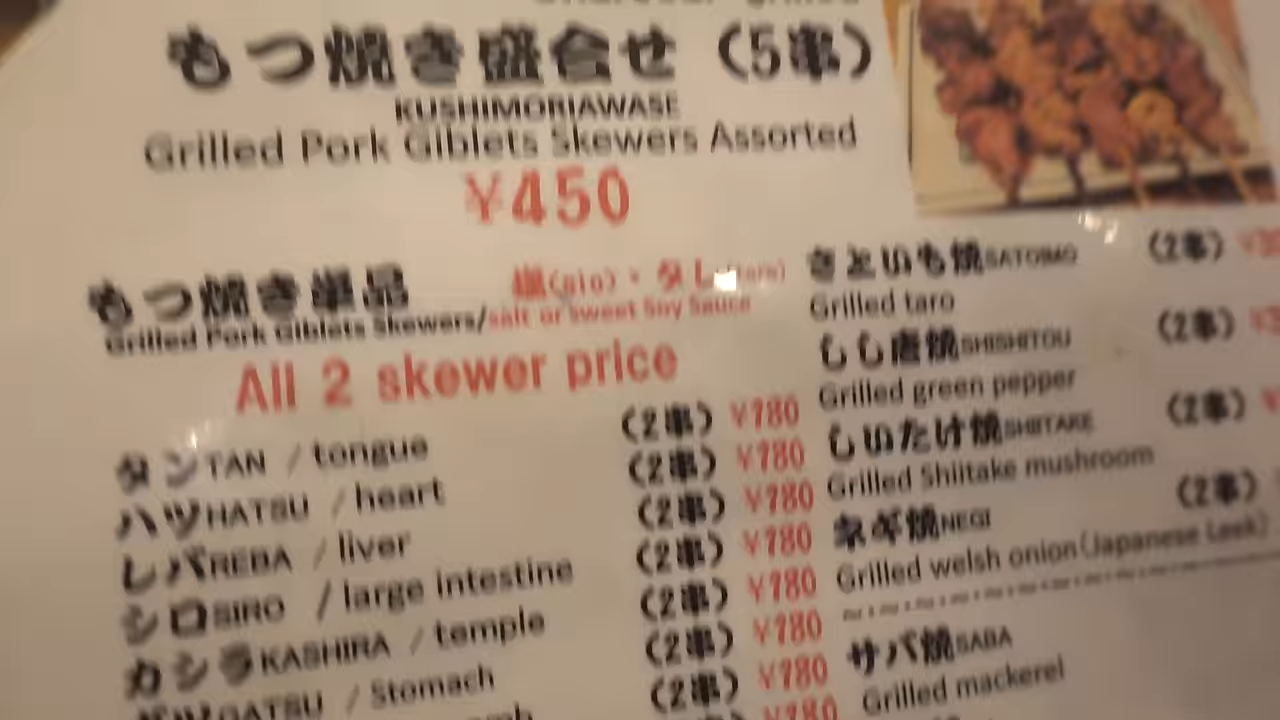 もつ焼き盛合せ（5串）
KUSHIMORIAWASE
Grilled Pork Giblets Skewers Assorted
¥450
もつ焼き単品 塩(sio)・タレ(tare)
Grilled Pork Giblets Skewers/salt or sweet Soy Sauce
All 2 skewer price
タンTAN / tongue (2串) ¥180
ハツHATSU / heart (2串) ¥180
レバREBA / liver (2串) ¥180
シロSIRO / large intestine (2串) ¥180
カシラKASHIRA / temple (2串) ¥180
GATSU / Stomach (2串) ¥180
(2串) ¥180
¥180
さといも焼SATOIMO (2串)
Grilled taro
しし唐焼SHISHITOU (2串)
Grilled green pepper
しいたけ焼SHIITAKE (2串)
Grilled Shiitake mushroom
ネギ焼NEGI (2串)
Grilled welsh onion(Japanese Leek)
サバ焼SABA
Grilled mackerel